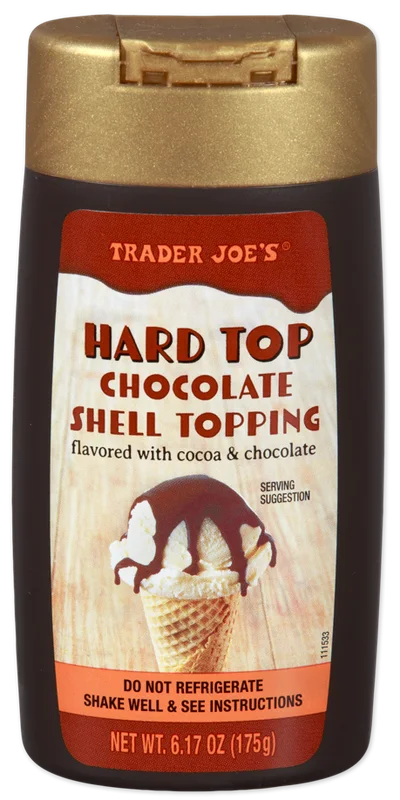 TRADER JOE'S®
HARD TOP
CHOCOLATE
SHELL TOPPING
flavored with cocoa & chocolate
SERVING
SUGGESTION
111533
DO NOT REFRIGERATE
SHAKE WELL & SEE INSTRUCTIONS
NET WT. 6.17 OZ (175g)